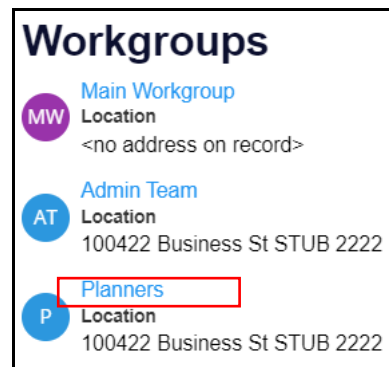 Workgroups
Main Workgroup
MW
Location
<no address on record>
Admin Team
AT
Location
100422 Business St STUB 2222
Planners
P
Location
100422 Business St STUB 2222